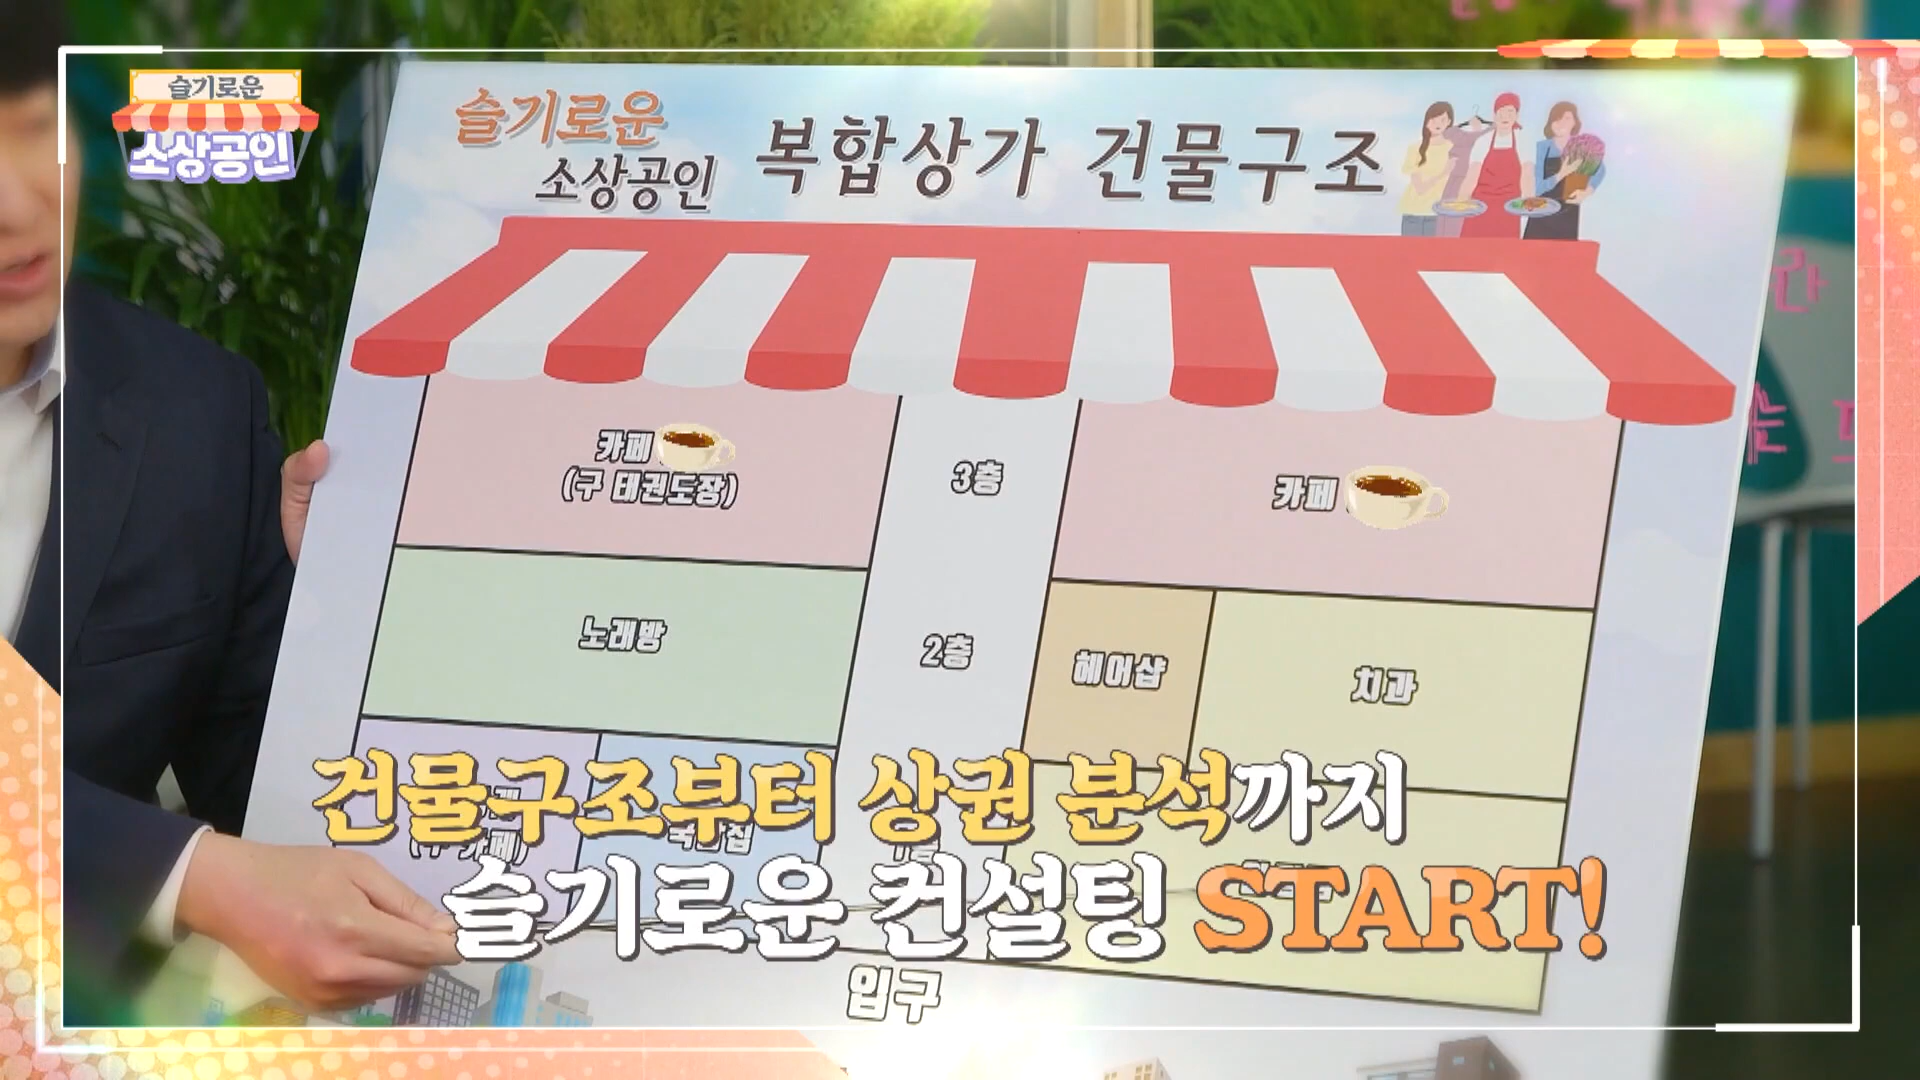 슬기로운
소상공인
슬기로운
소상공인
복합상가 건물구조
카페
(구 태권도장)
3층
카페
노래방
2층
헤어샵
치과
건물구조부터 상권 분석까지
슬기로운 컨설팅 START!
입구